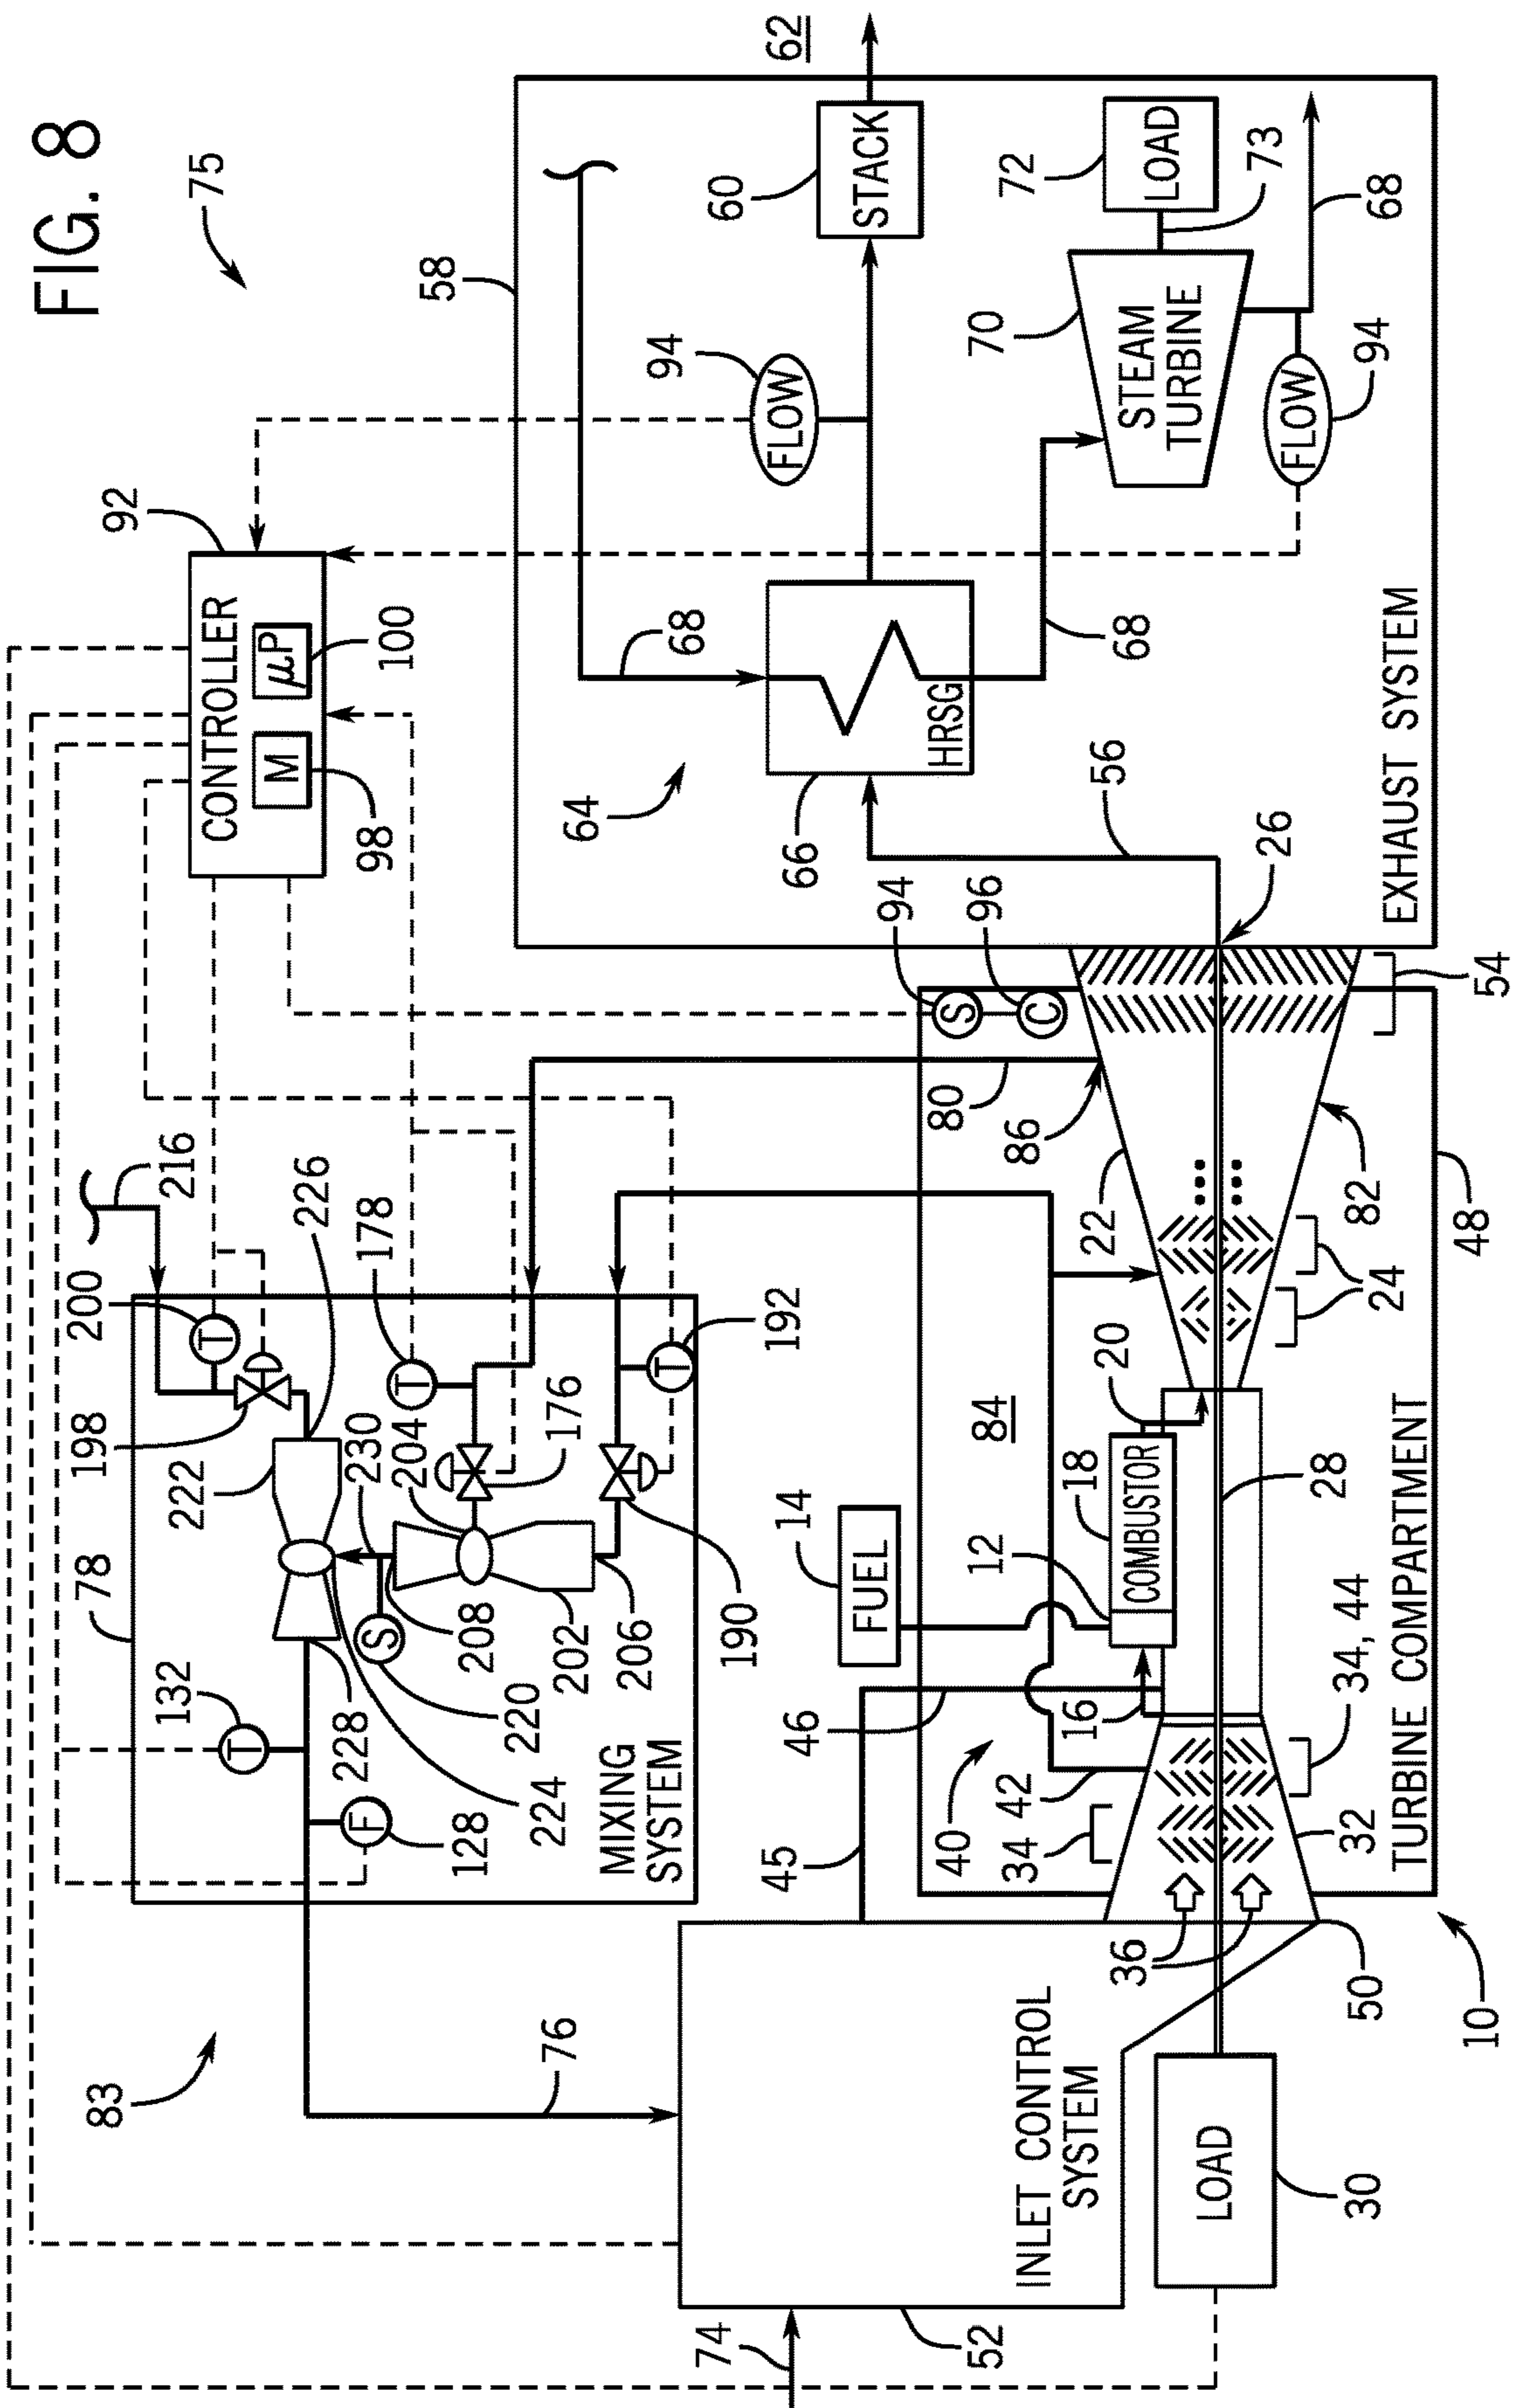 FIG. 8
75
83
78
132
128
MIXING
SYSTEM
228
224
220
208
202
206
190
222
230
204
198
200
216
226
178
176
192
92
CONTROLLER
M
μP
98
100
T
T
T
T
F
S
58
62
60
STACK
94
FLOW
68
64
66
HRSG
68
70
STEAM
TURBINE
72
LOAD
73
68
FLOW
94
56
26
EXHAUST SYSTEM
94
96
S
C
54
80
86
22
82
48
24
20
84
14
FUEL
12
18
COMBUSTOR
28
16
46
45
40
42
34
34, 44
32
TURBINE COMPARTMENT
36
50
10
76
INLET CONTROL
SYSTEM
LOAD
30
52
74